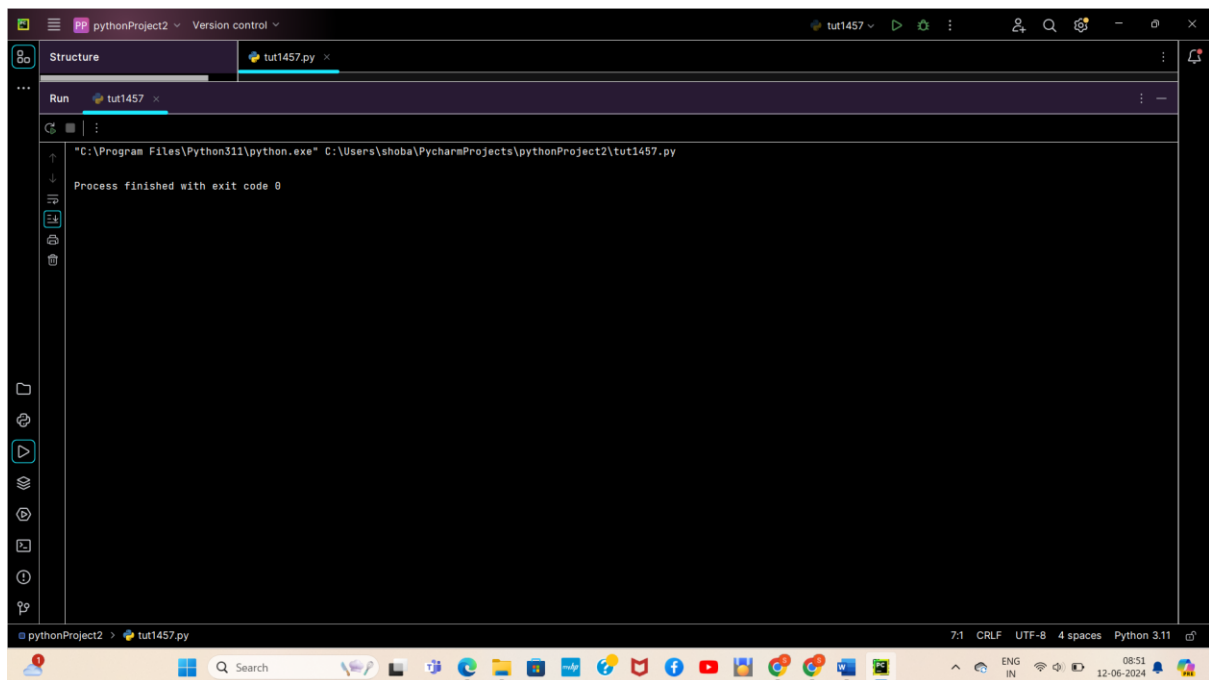 PP pythonProject2 Version control tut1457
Structure tut1457.py
Run tut1457
"C:\Program Files\Python311\python.exe" C:\Users\shoba\PycharmProjects\pythonProject2\tut1457.py
Process finished with exit code 0
pythonProject2 > tut1457.py 7:1 CRLF UTF-8 4 spaces Python 3.11
1 Search ENG 08:51
IN 12-06-2024